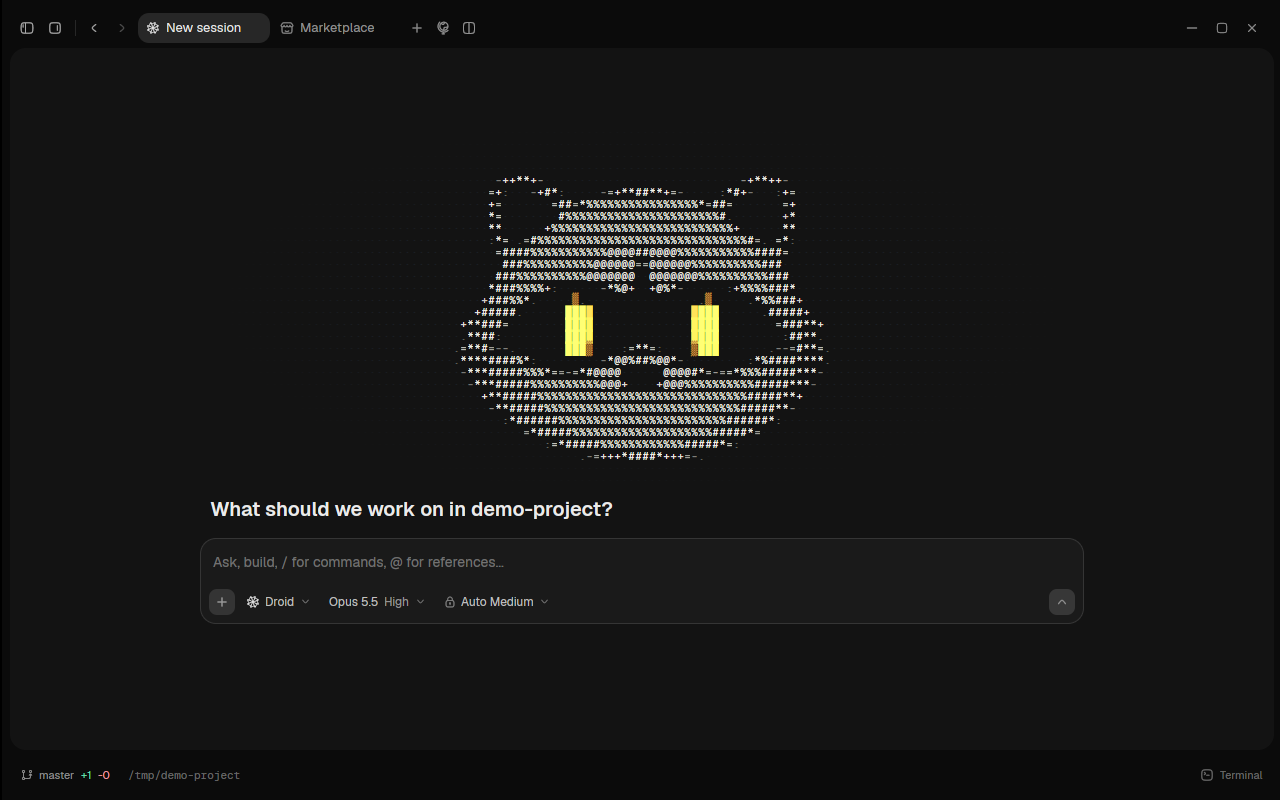 New session
Marketplace
What should we work on in demo-project?
Ask, build, / for commands, @ for references...
Droid
Opus 5.5 High
Auto Medium
master +1 -0
/tmp/demo-project
Terminal